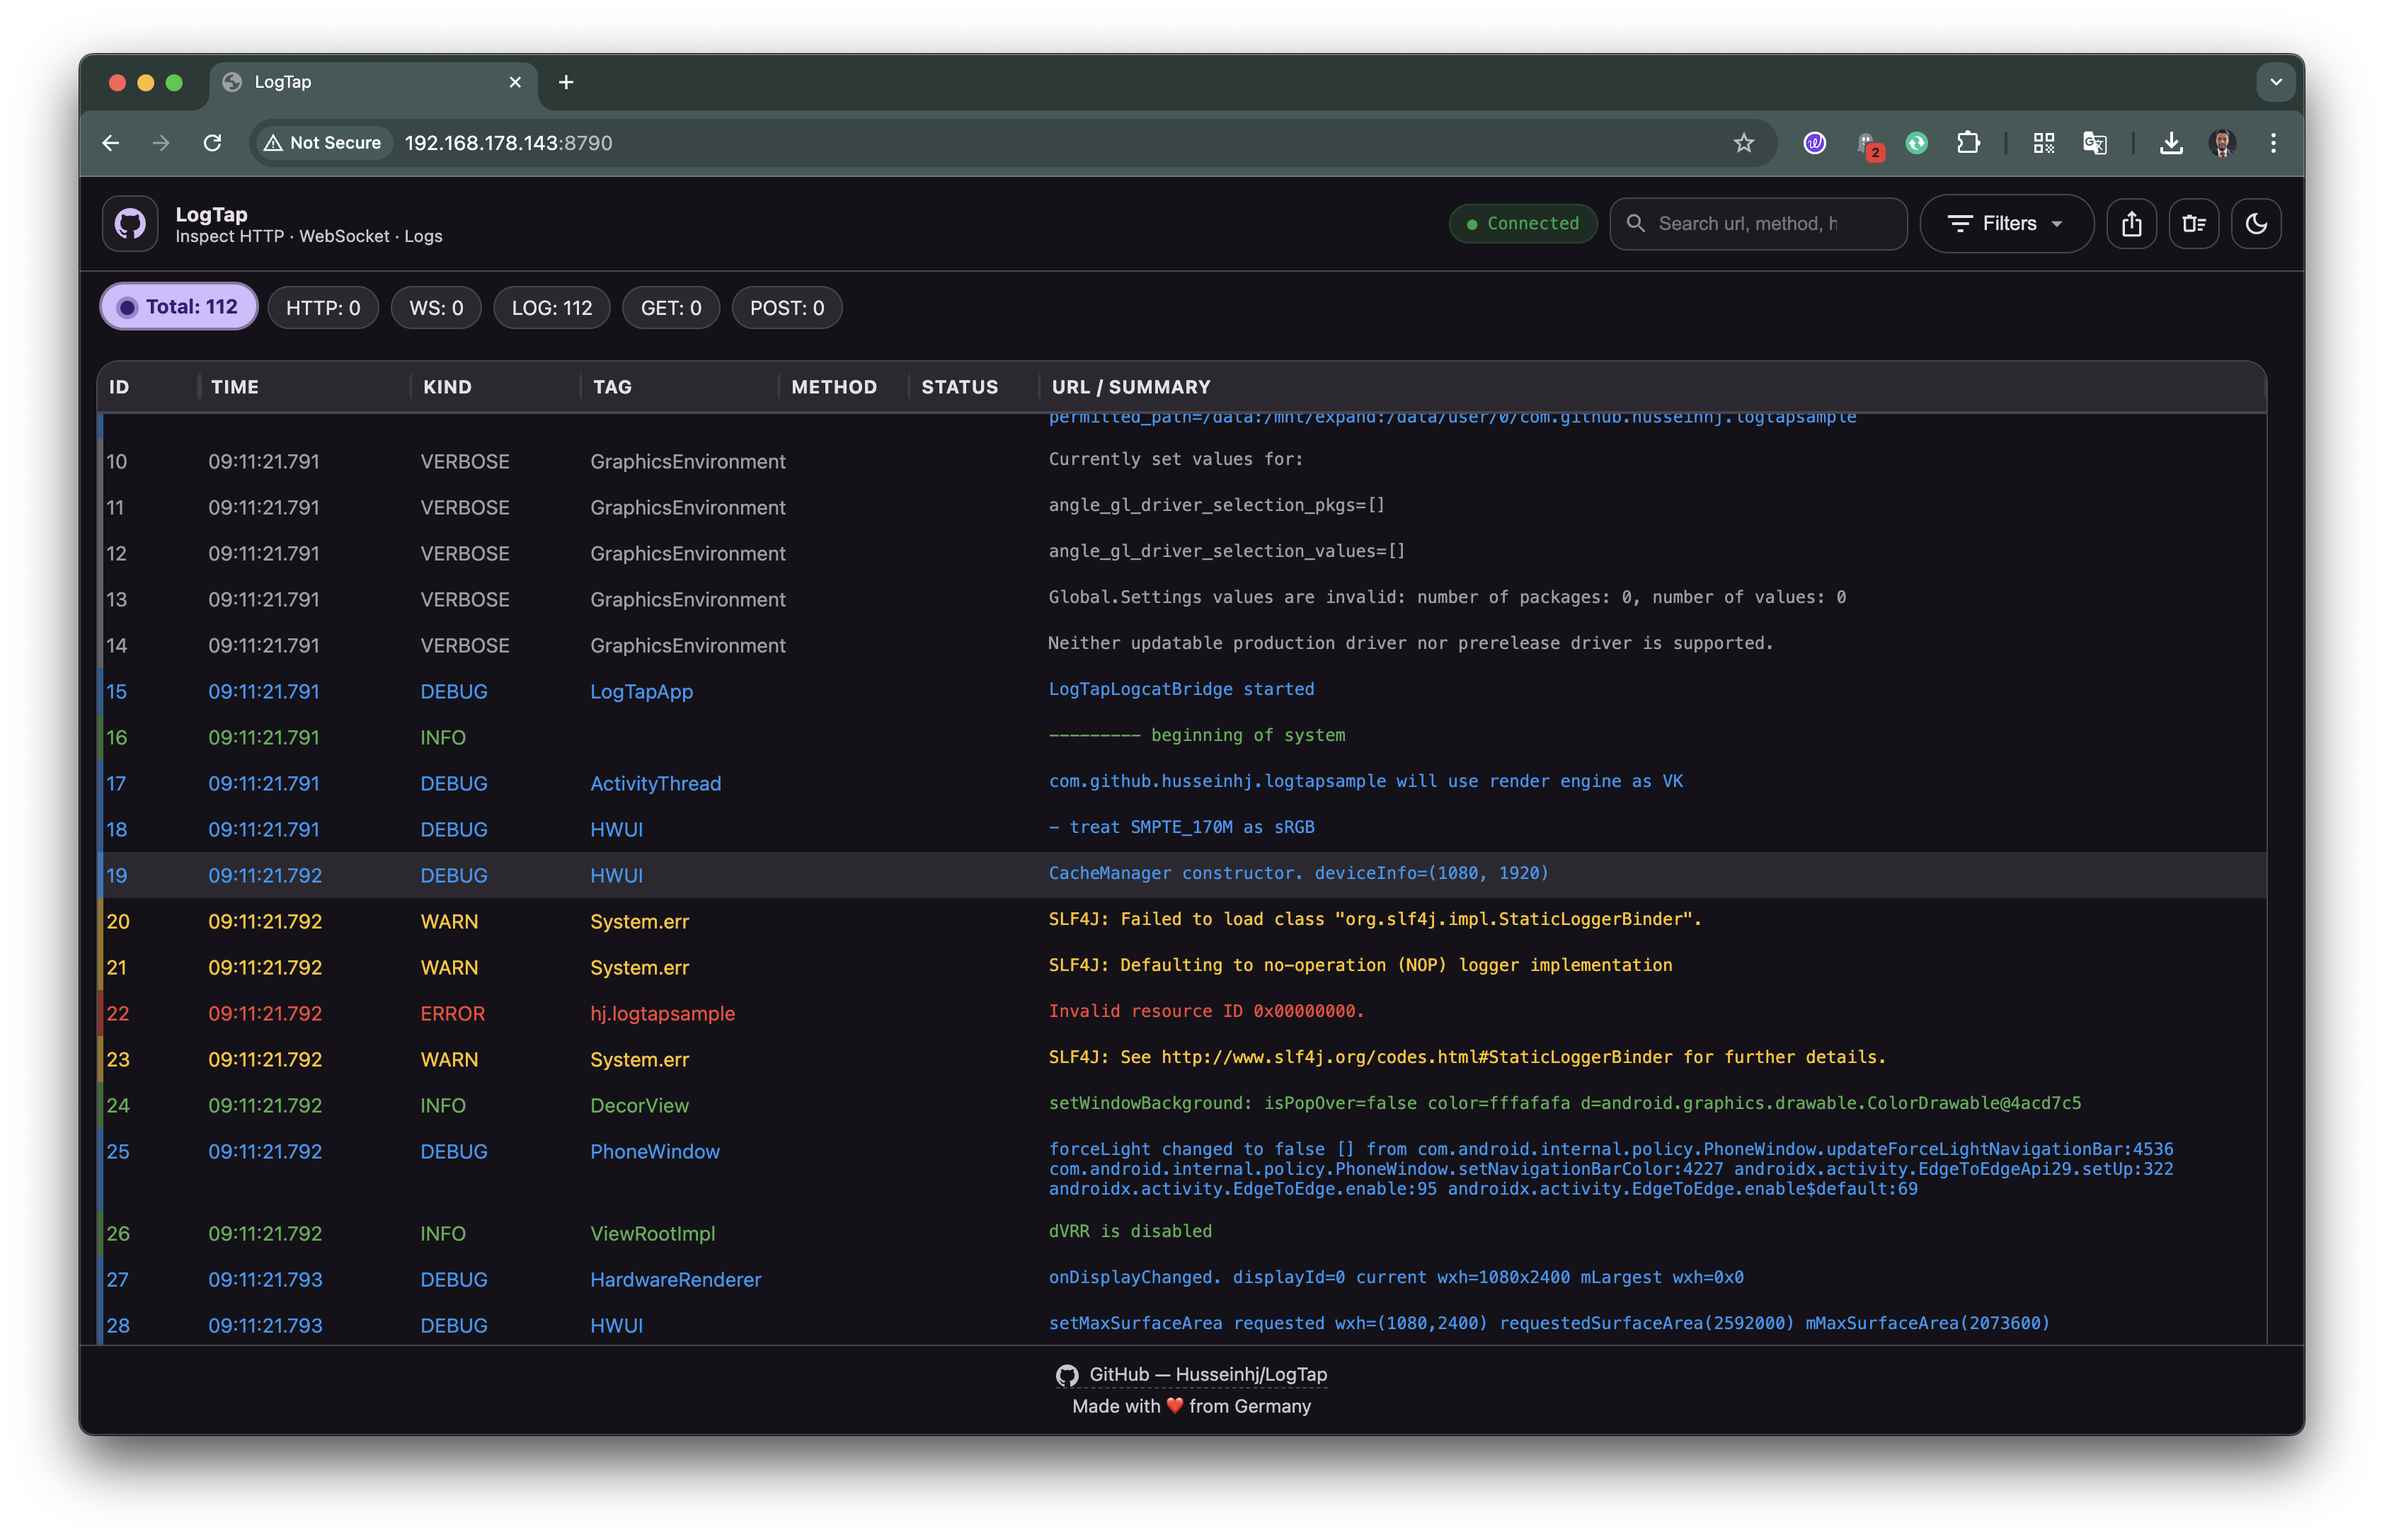 LogTap
Not Secure 192.168.178.143:8790
2
LogTap
Inspect HTTP · WebSocket · Logs
Connected
Search url, method, h
Filters
Total: 112 HTTP: 0 WS: 0 LOG: 112 GET: 0 POST: 0
ID TIME KIND TAG METHOD STATUS URL / SUMMARY
permitted_path=/data:/mnt/expand:/data/user/0/com.github.husseinhj.logtapsample
10 09:11:21.791 VERBOSE GraphicsEnvironment Currently set values for:
11 09:11:21.791 VERBOSE GraphicsEnvironment angle_gl_driver_selection_pkgs=[]
12 09:11:21.791 VERBOSE GraphicsEnvironment angle_gl_driver_selection_values=[]
13 09:11:21.791 VERBOSE GraphicsEnvironment Global.Settings values are invalid: number of packages: 0, number of values: 0
14 09:11:21.791 VERBOSE GraphicsEnvironment Neither updatable production driver nor prerelease driver is supported.
15 09:11:21.791 DEBUG LogTapApp LogTapLogcatBridge started
16 09:11:21.791 INFO --------- beginning of system
17 09:11:21.791 DEBUG ActivityThread com.github.husseinhj.logtapsample will use render engine as VK
18 09:11:21.791 DEBUG HWUI - treat SMPTE_170M as sRGB
19 09:11:21.792 DEBUG HWUI CacheManager constructor. deviceInfo=(1080, 1920)
20 09:11:21.792 WARN System.err SLF4J: Failed to load class "org.slf4j.impl.StaticLoggerBinder".
21 09:11:21.792 WARN System.err SLF4J: Defaulting to no-operation (NOP) logger implementation
22 09:11:21.792 ERROR hj.logtapsample Invalid resource ID 0x00000000.
23 09:11:21.792 WARN System.err SLF4J: See http://www.slf4j.org/codes.html#StaticLoggerBinder for further details.
24 09:11:21.792 INFO DecorView setWindowBackground: isPopOver=false color=fffafafa d=android.graphics.drawable.ColorDrawable@4acd7c5
25 09:11:21.792 DEBUG PhoneWindow forceLight changed to false [] from com.android.internal.policy.PhoneWindow.updateForceLightNavigationBar:4536
com.android.internal.policy.PhoneWindow.setNavigationBarColor:4227 androidx.activity.EdgeToEdgeApi29.setUp:322
androidx.activity.EdgeToEdge.enable:95 androidx.activity.EdgeToEdge.enable$default:69
26 09:11:21.792 INFO ViewRootImpl dVRR is disabled
27 09:11:21.793 DEBUG HardwareRenderer onDisplayChanged. displayId=0 current wxh=1080x2400 mLargest wxh=0x0
28 09:11:21.793 DEBUG HWUI setMaxSurfaceArea requested wxh=(1080,2400) requestedSurfaceArea(2592000) mMaxSurfaceArea(2073600)
GitHub — Husseinhj/LogTap
Made with ❤️ from Germany